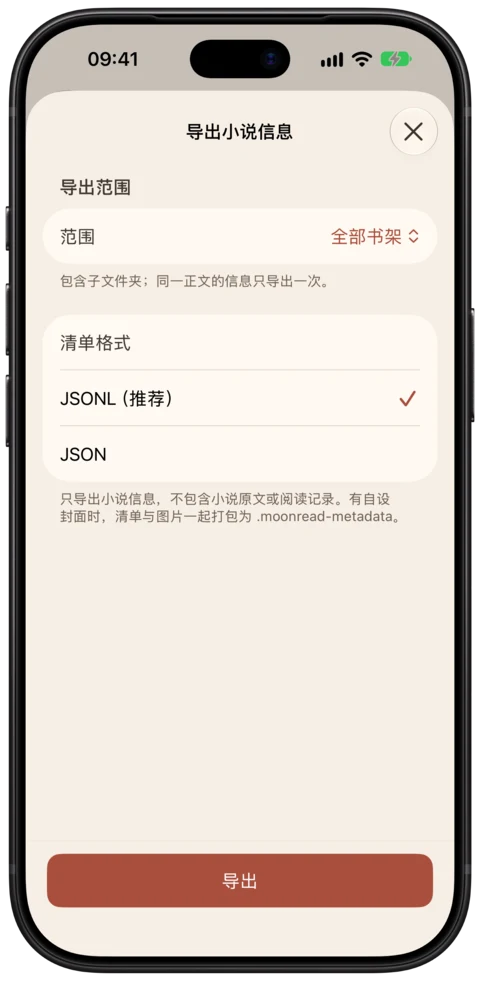 09:41
导出小说信息
导出范围
范围 全部书架
包含子文件夹；同一正文的信息只导出一次。
清单格式
JSONL（推荐）
JSON
只导出小说信息，不包含小说原文或阅读记录。有自设
封面时，清单与图片一起打包为 .moonread-metadata。
导出